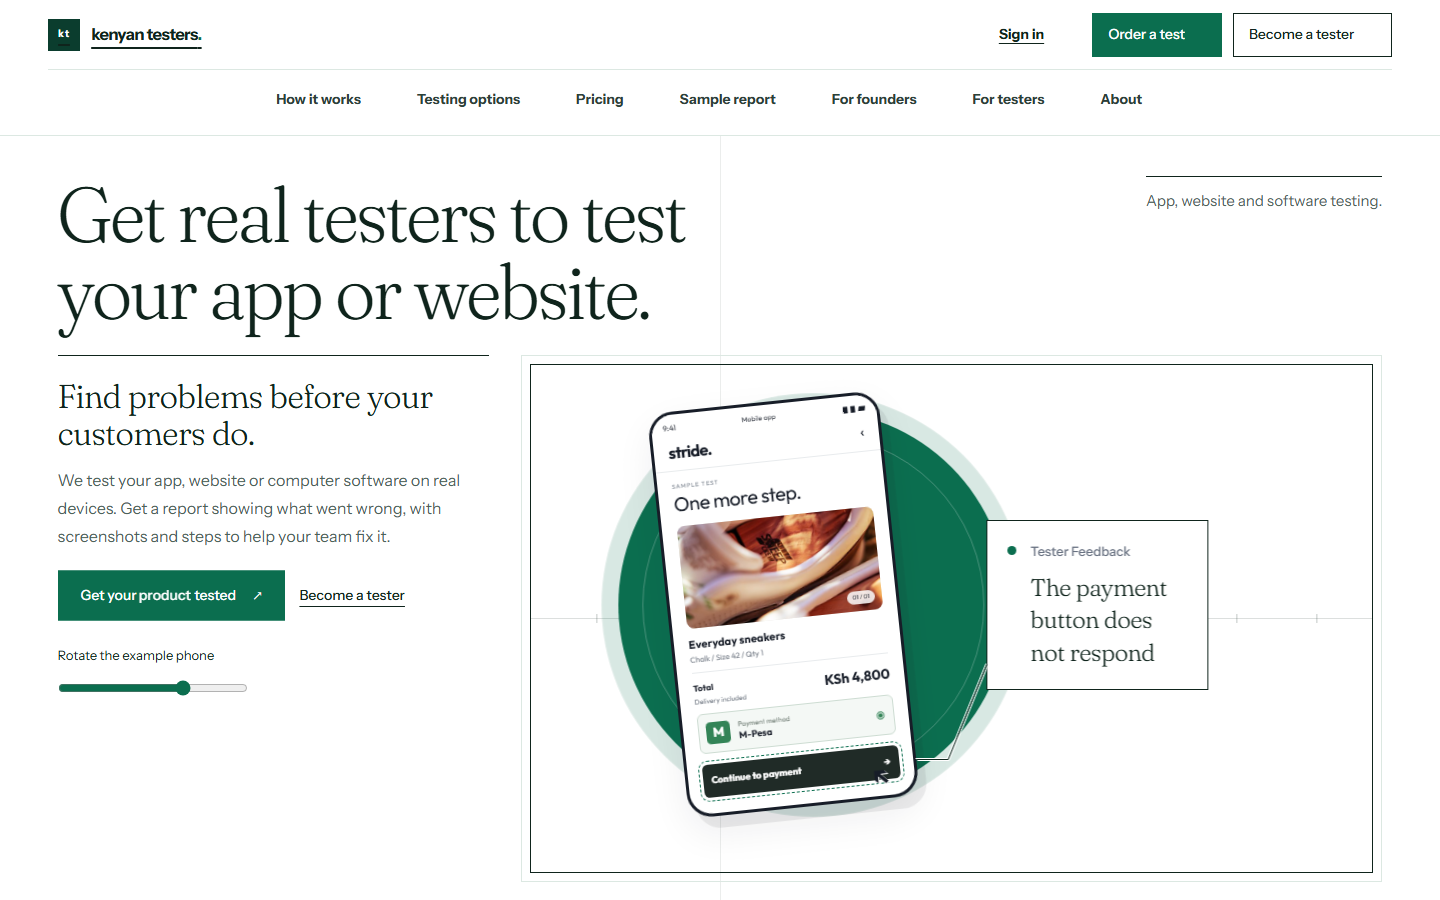 kt
kenyan testers.
Sign in
Order a test
Become a tester
How it works
Testing options
Pricing
Sample report
For founders
For testers
About
Get real testers to test
your app or website.
App, website and software testing.
Find problems before your
customers do.
We test your app, website or computer software on real
devices. Get a report showing what went wrong, with
screenshots and steps to help your team fix it.
Get your product tested ↗
Become a tester
Rotate the example phone
9:41
Mobile app
stride.
SAMPLE TEST
One more step.
01 / 01
Everyday sneakers
Chalk / Size 42 / Qty 1
Total
KSh 4,800
Delivery included
M
Payment method
M-Pesa
Continue to payment
Tester Feedback
The payment
button does
not respond